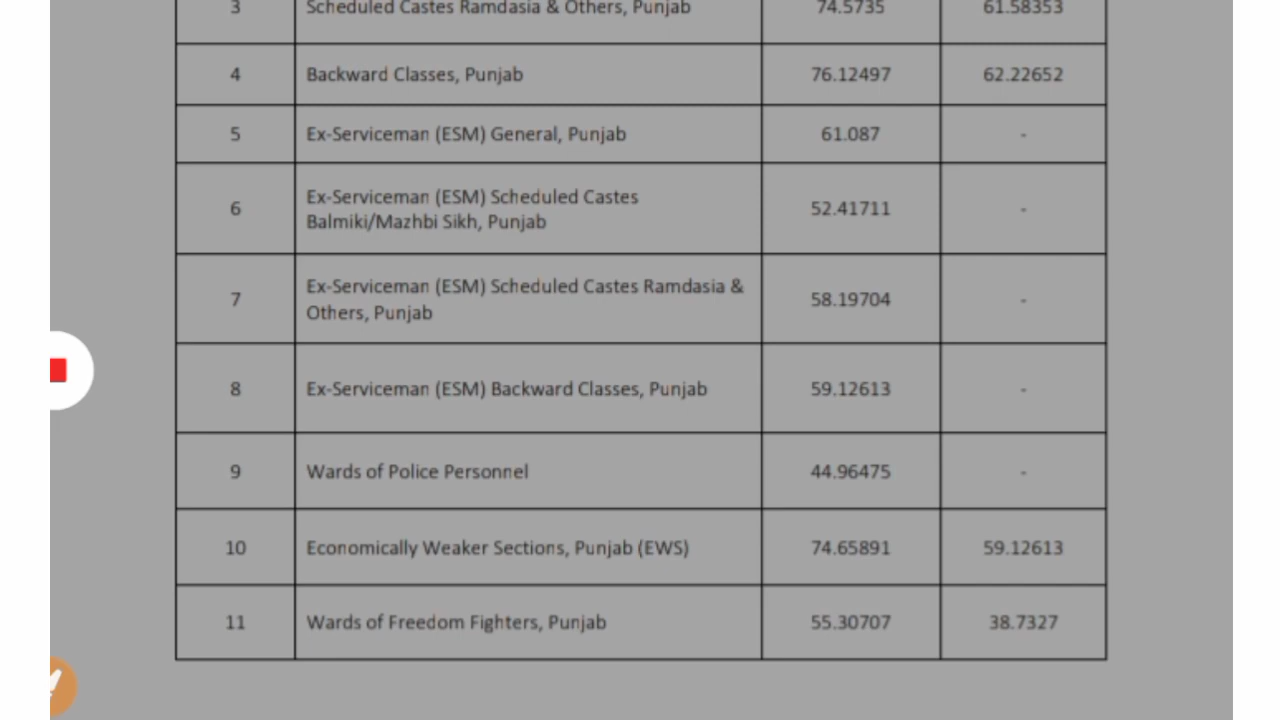 3 Scheduled Castes Ramdasia & Others, Punjab 74.5735 61.58353
4 Backward Classes, Punjab 76.12497 62.22652
5 Ex-Serviceman (ESM) General, Punjab 61.087 -
6 Ex-Serviceman (ESM) Scheduled Castes
Balmiki/Mazhbi Sikh, Punjab 52.41711 -
7 Ex-Serviceman (ESM) Scheduled Castes Ramdasia &
Others, Punjab 58.19704 -
8 Ex-Serviceman (ESM) Backward Classes, Punjab 59.12613 -
9 Wards of Police Personnel 44.96475 -
10 Economically Weaker Sections, Punjab (EWS) 74.65891 59.12613
11 Wards of Freedom Fighters, Punjab 55.30707 38.7327